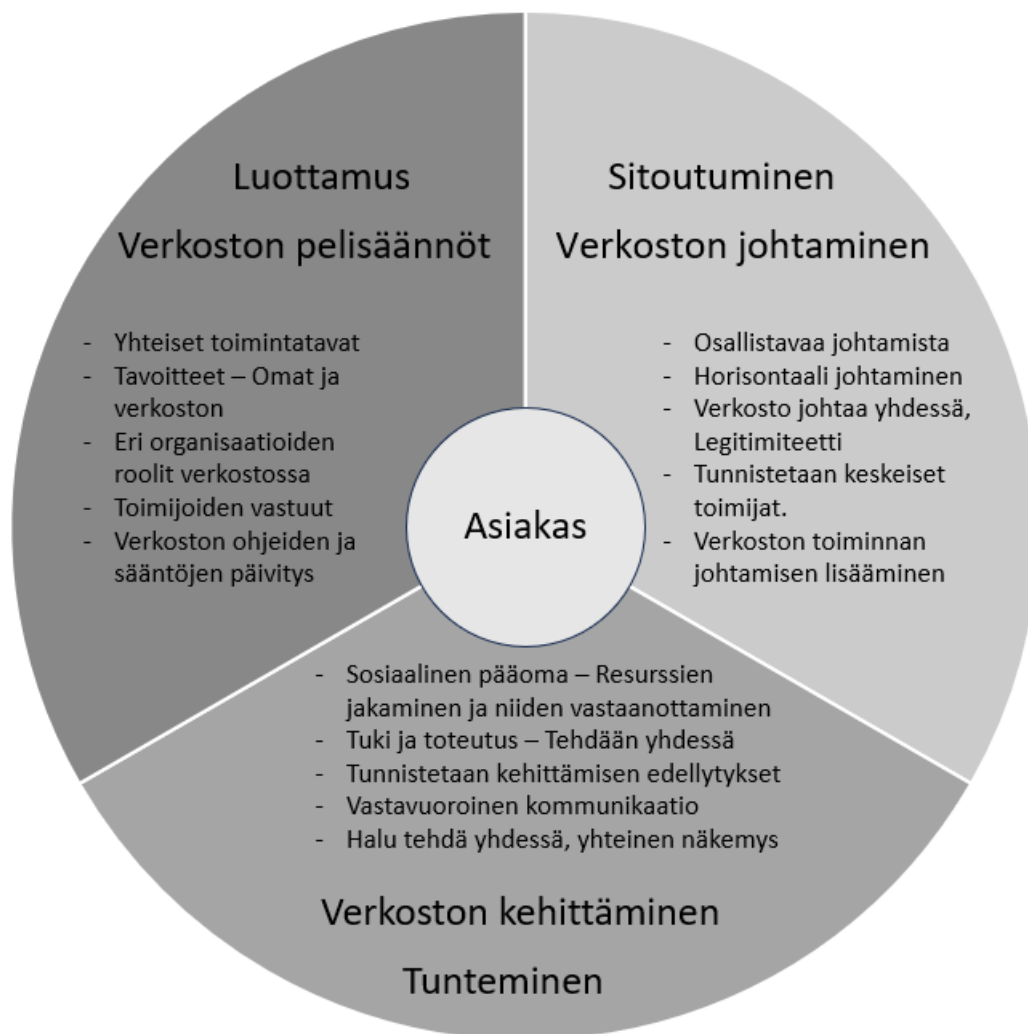 Luottamus
Verkoston pelisäännöt
- Yhteiset toimintatavat
- Tavoitteet – Omat ja
verkoston
- Eri organisaatioiden
roolit verkostossa
- Toimijoiden vastuut
- Verkoston ohjeiden ja
sääntöjen päivitys
Sitoutuminen
Verkoston johtaminen
- Osallistavaa johtamista
- Horisontaali johtaminen
- Verkosto johtaa yhdessä,
Legitimiteetti
- Tunnistetaan keskeiset
toimijat.
- Verkoston toiminnan
johtamisen lisääminen
Asiakas
- Sosiaalinen pääoma – Resurssien
jakaminen ja niiden vastaanottaminen
- Tuki ja toteutus – Tehdään yhdessä
- Tunnistetaan kehittämisen edellytykset
- Vastavuoroinen kommunikaatio
- Halu tehdä yhdessä, yhteinen näkemys
Verkoston kehittäminen
Tunteminen